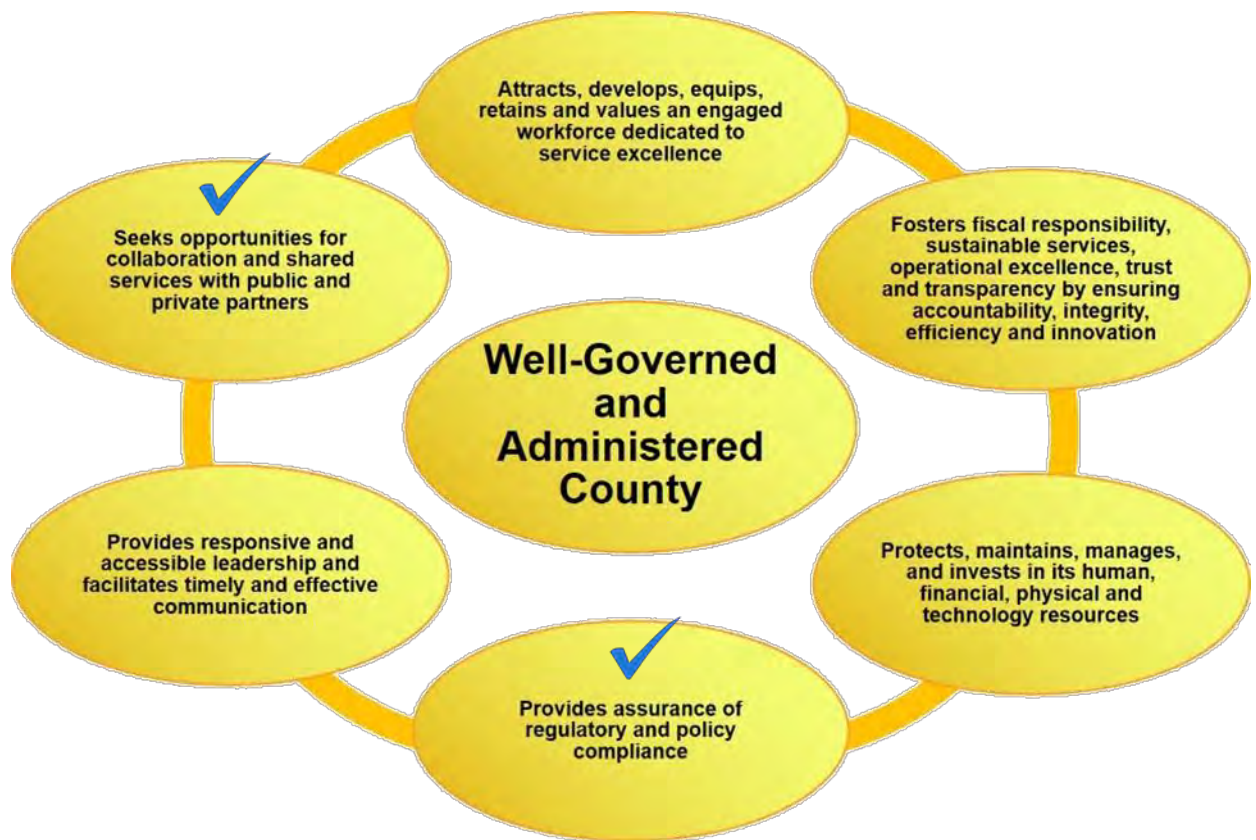 Attracts, develops, equips,
retains and values an engaged
workforce dedicated to
service excellence
Fosters fiscal responsibility,
sustainable services,
operational excellence, trust
and transparency by ensuring
accountability, integrity,
efficiency and innovation
Protects, maintains, manages,
and invests in its human,
financial, physical and
technology resources
Provides assurance of
regulatory and policy
compliance
Provides responsive and
accessible leadership and
facilitates timely and effective
communication
Seeks opportunities for
collaboration and shared
services with public and
private partners
Well-Governed
and
Administered
County